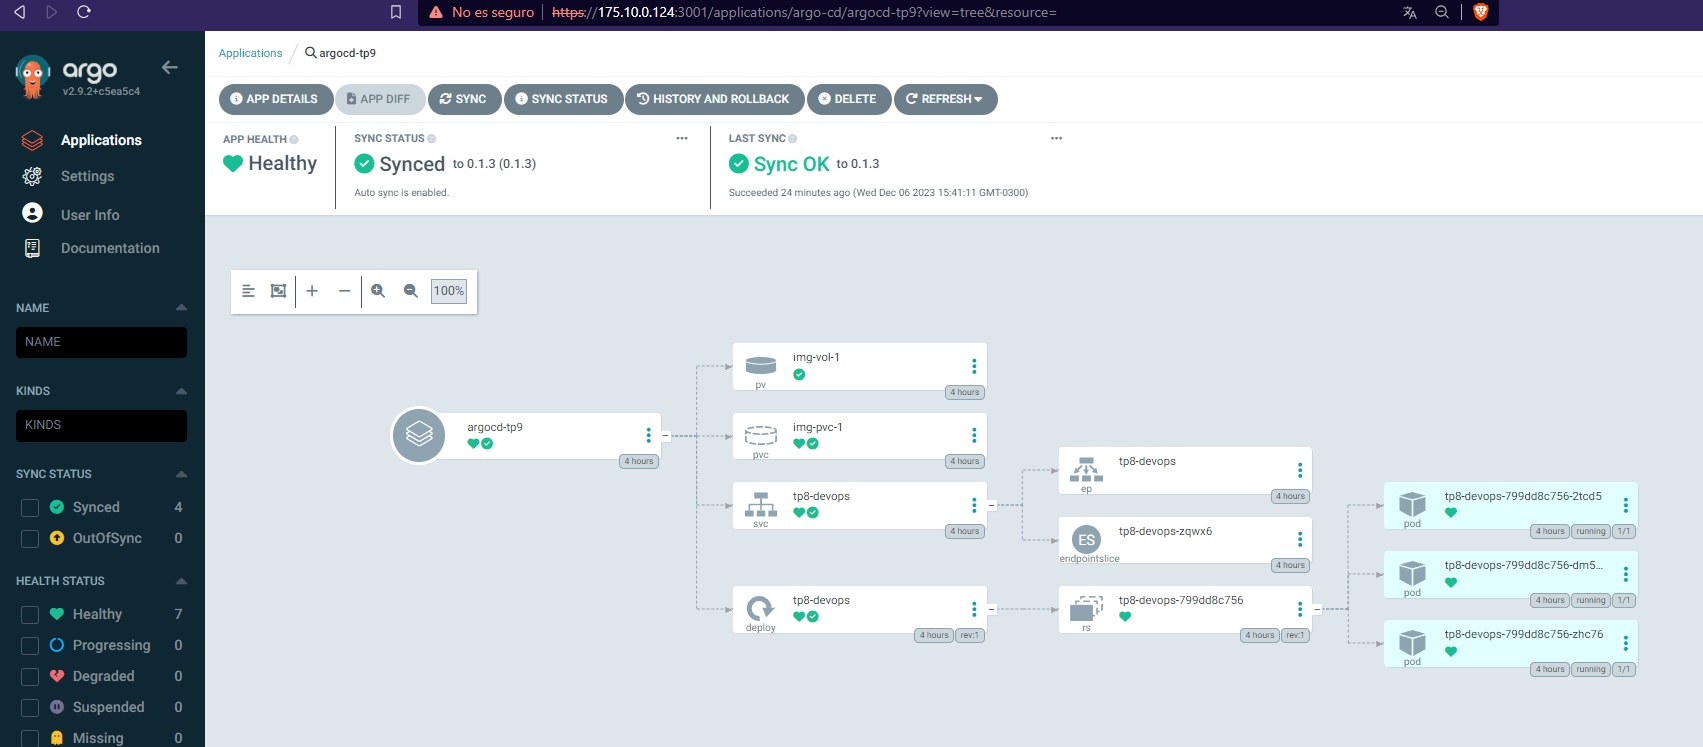 No es seguro https://175.10.0.124:3001/applications/argo-cd/argocd-tp9?view=tree&resource=
argo
v2.9.2+c5ea5c4
Applications
Settings
User Info
Documentation
NAME
NAME
KINDS
KINDS
SYNC STATUS
Synced 4
OutOfSync 0
HEALTH STATUS
Healthy 7
Progressing 0
Degraded 0
Suspended 0
Missing 0
Applications / argocd-tp9
APP DETAILS APP DIFF SYNC SYNC STATUS HISTORY AND ROLLBACK DELETE REFRESH
APP HEALTH
Healthy
SYNC STATUS
Synced to 0.1.3 (0.1.3)
Auto sync is enabled.
LAST SYNC
Sync OK to 0.1.3
Succeeded 24 minutes ago (Wed Dec 06 2023 15:41:11 GMT-0300)
100%
argocd-tp9
4 hours
img-vol-1
pv
4 hours
img-pvc-1
pvc
4 hours
tp8-devops
svc
4 hours
tp8-devops
deploy
4 hours rev:1
tp8-devops
ep
4 hours
ES
tp8-devops-zqwx6
endpointslice
4 hours
tp8-devops-799dd8c756
rs
4 hours rev:1
tp8-devops-799dd8c756-2tcd5
pod
4 hours running 1/1
tp8-devops-799dd8c756-dm5...
pod
4 hours running 1/1
tp8-devops-799dd8c756-zhc76
pod
4 hours running 1/1